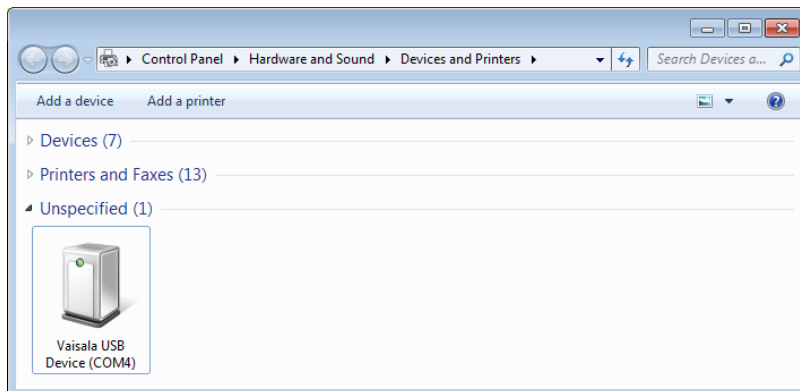 Control Panel Hardware and Sound Devices and Printers Search Devices a...
Add a device Add a printer
Devices (7)
Printers and Faxes (13)
Unspecified (1)
Vaisala USB
Device (COM4)